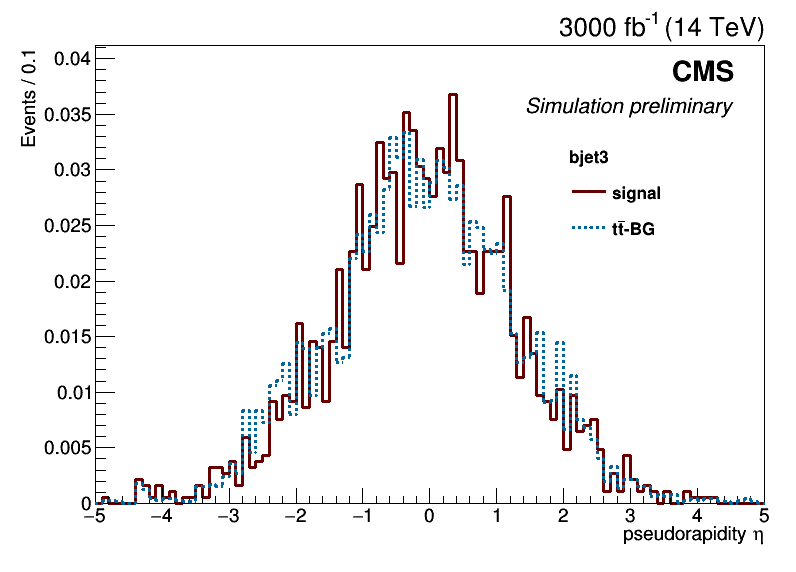 3000 fb-1 (14 TeV)
Events / 0.1
CMS
Simulation preliminary
bjet3
signal
tt̄-BG
0.04
0.035
0.03
0.025
0.02
0.015
0.01
0.005
0
−5 −4 −3 −2 −1 0 1 2 3 4 5
pseudorapidity η